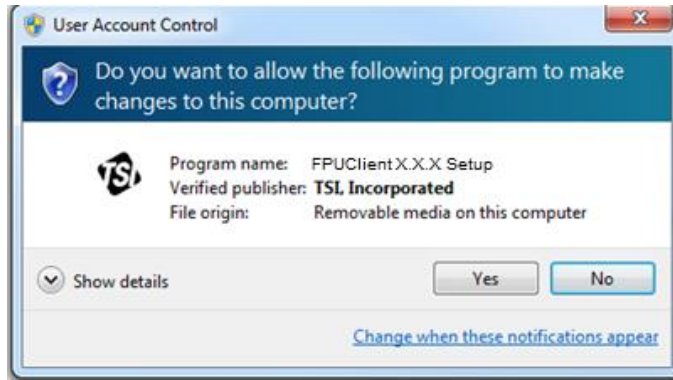 User Account Control
Do you want to allow the following program to make
changes to this computer?
TSI
Program name: FPUClient X.X.X Setup
Verified publisher: TSI, Incorporated
File origin: Removable media on this computer
Show details
Yes
No
Change when these notifications appear